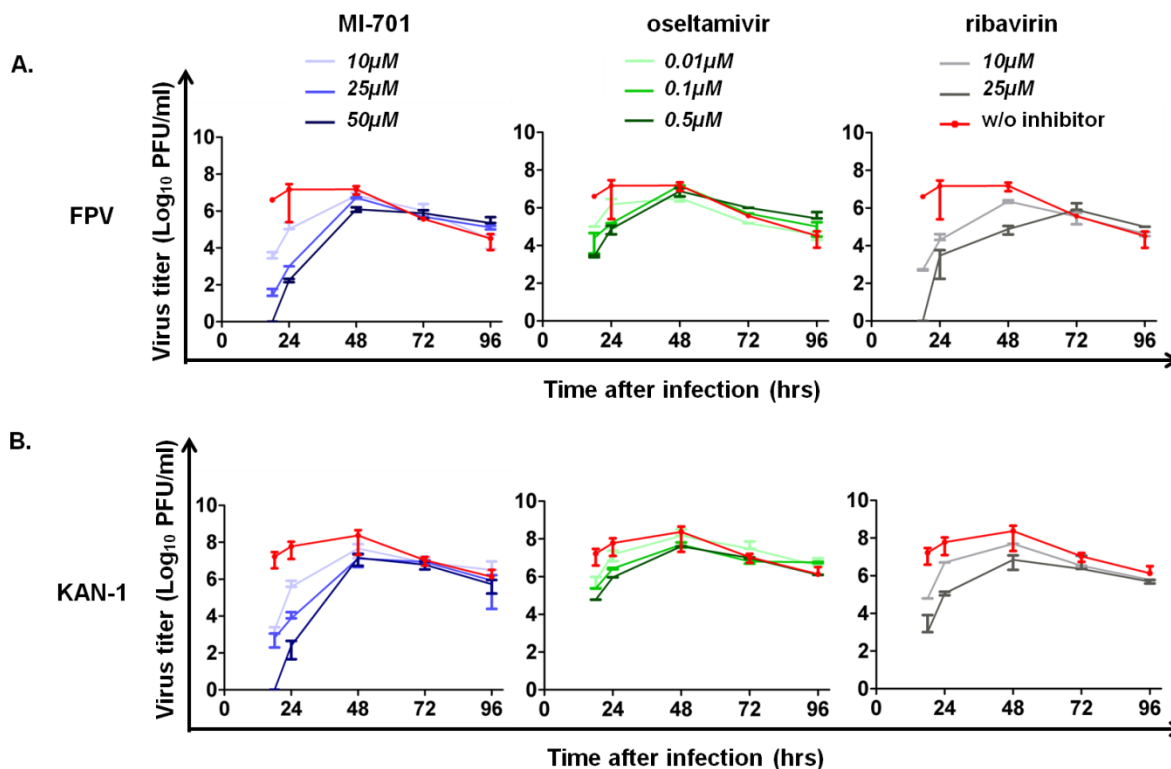 MI-701 oseltamivir ribavirin
A.
10µM 0.01µM 10µM
25µM 0.1µM 25µM
50µM 0.5µM w/o inhibitor
Virus titer (Log10 PFU/ml)
FPV
10 10 10
8 8 8
6 6 6
4 4 4
2 2 2
0 0 0
0 24 48 72 96 0 24 48 72 96 0 24 48 72 96
Time after infection (hrs)
B.
Virus titer (Log10 PFU/ml)
KAN-1
10 10 10
8 8 8
6 6 6
4 4 4
2 2 2
0 0 0
0 24 48 72 96 0 24 48 72 96 0 24 48 72 96
Time after infection (hrs)